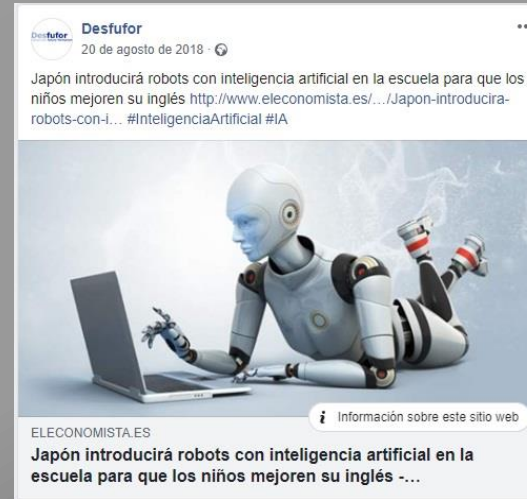 Desfufor
Desfufor
20 de agosto de 2018 ·
Japón introducirá robots con inteligencia artificial en la escuela para que los
niños mejoren su inglés http://www.eleconomista.es/.../Japon-introducira-
robots-con-i... #InteligenciaArtificial #IA
i Información sobre este sitio web
ELECONOMISTA.ES
Japón introducirá robots con inteligencia artificial en la
escuela para que los niños mejoren su inglés -...